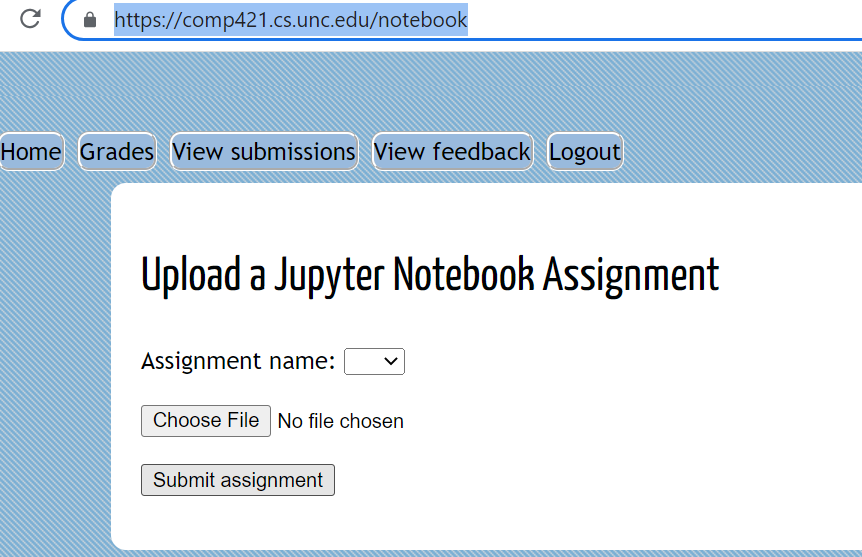 https://comp421.cs.unc.edu/notebook
Home Grades View submissions View feedback Logout
Upload a Jupyter Notebook Assignment
Assignment name:
Choose File No file chosen
Submit assignment